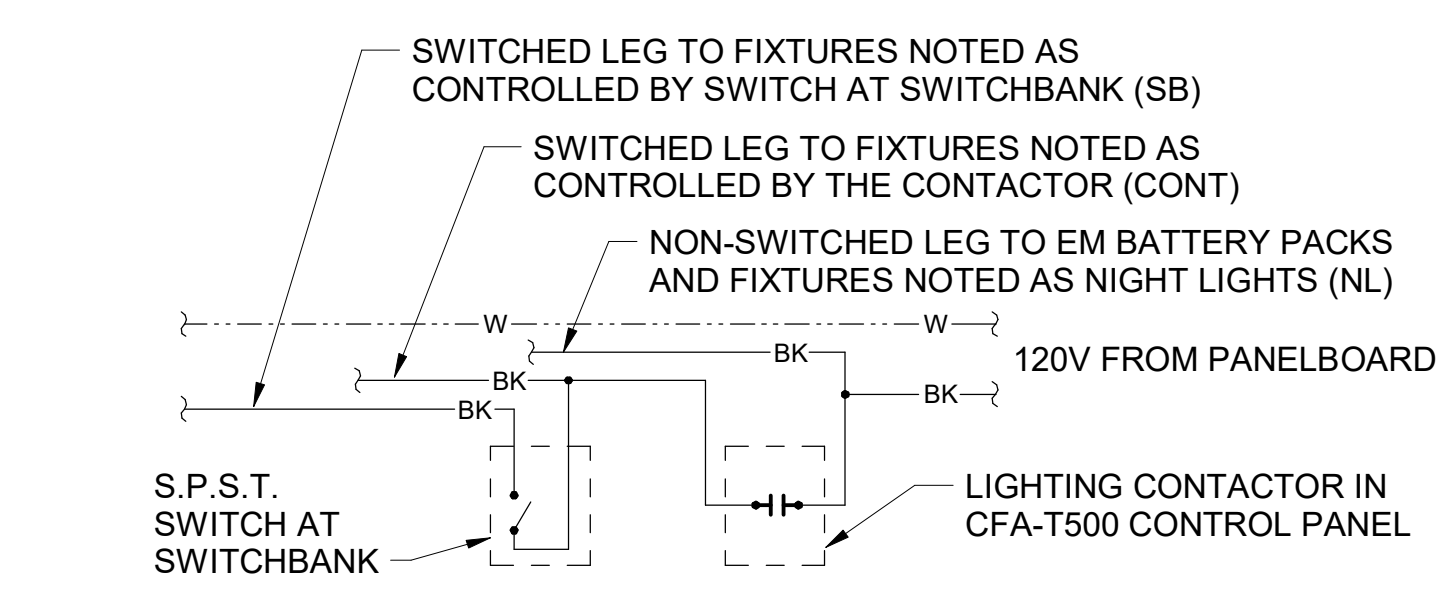 SWITCHED LEG TO FIXTURES NOTED AS
CONTROLLED BY SWITCH AT SWITCHBANK (SB)
SWITCHED LEG TO FIXTURES NOTED AS
CONTROLLED BY THE CONTACTOR (CONT)
NON-SWITCHED LEG TO EM BATTERY PACKS
AND FIXTURES NOTED AS NIGHT LIGHTS (NL)
W
W
BK
120V FROM PANELBOARD
BK
BK
BK
S.P.S.T.
SWITCH AT
SWITCHBANK
LIGHTING CONTACTOR IN
CFA-T500 CONTROL PANEL